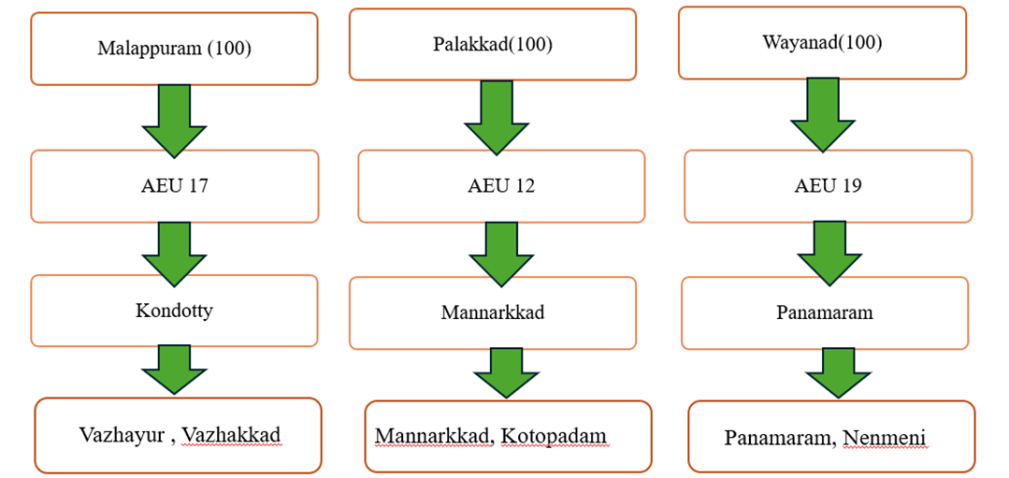 Malappuram (100)
Palakkad(100)
Wayanad(100)
AEU 17
AEU 12
AEU 19
Kondotty
Mannarkkad
Panamaram
Vazhayur , Vazhakkad
Mannarkkad, Kotopadam
Panamaram, Nenmeni